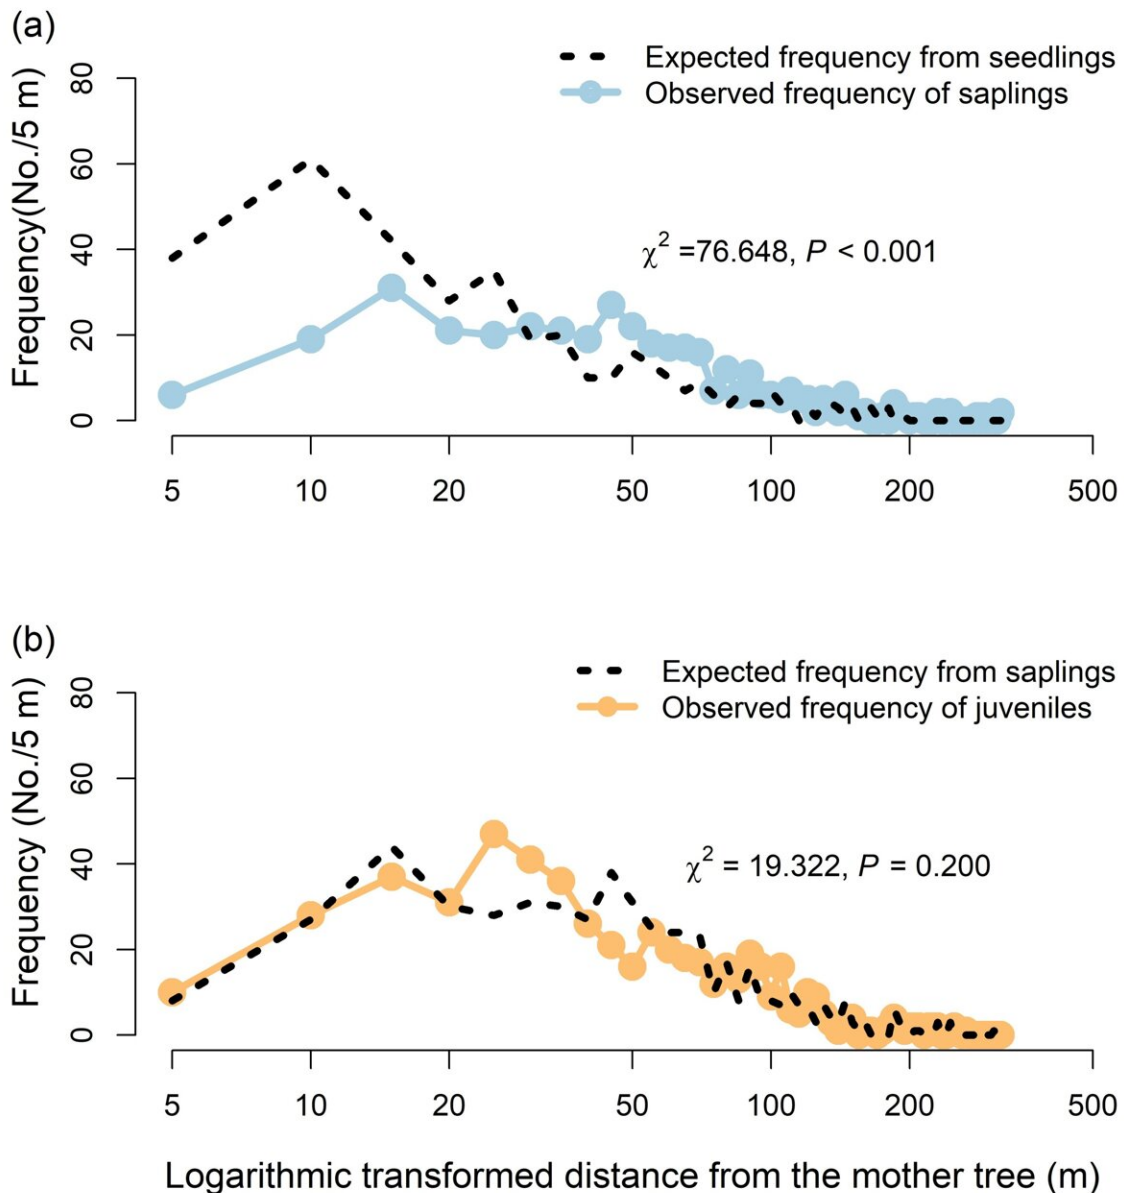 (a)
Expected frequency from seedlings
Observed frequency of saplings
Frequency(No./5 m)
80
60
40
20
0
χ² =76.648, P < 0.001
5 10 20 50 100 200 500
(b)
Expected frequency from saplings
Observed frequency of juveniles
Frequency (No./5 m)
80
60
40
20
0
χ² = 19.322, P = 0.200
5 10 20 50 100 200 500
Logarithmic transformed distance from the mother tree (m)